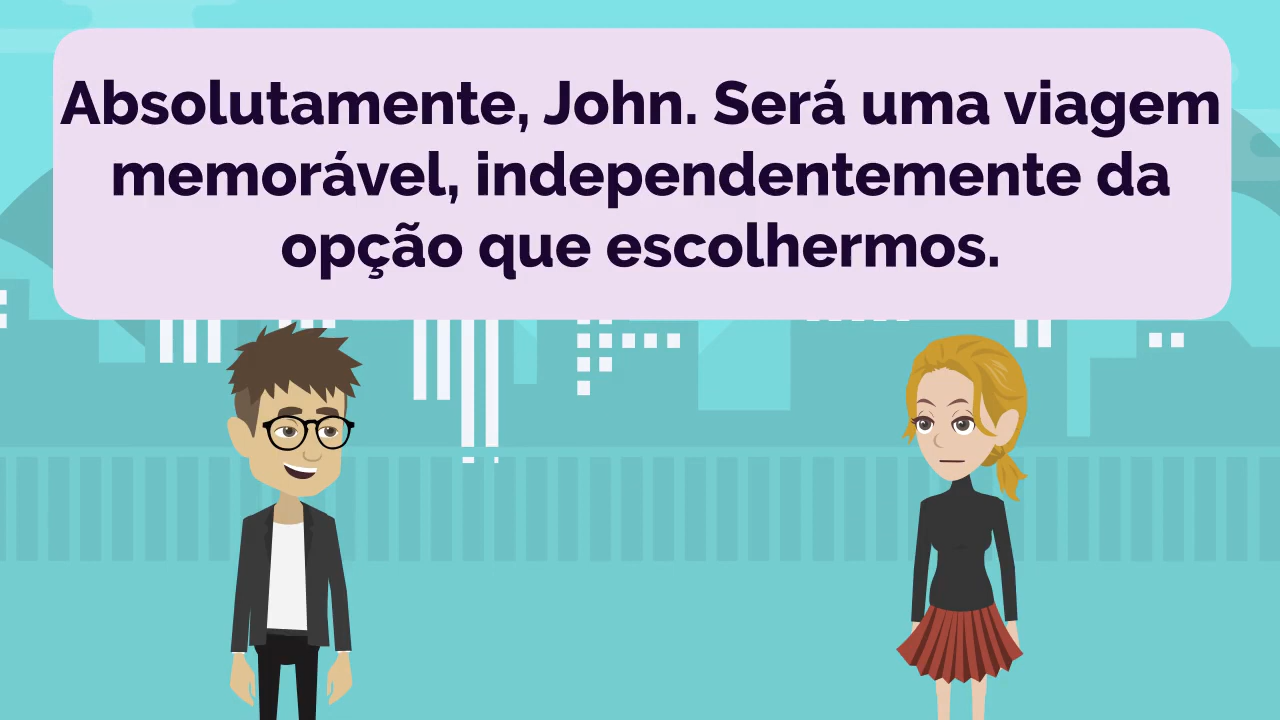 Absolutamente, John. Será uma viagem
memorável, independentemente da
opção que escolhermos.